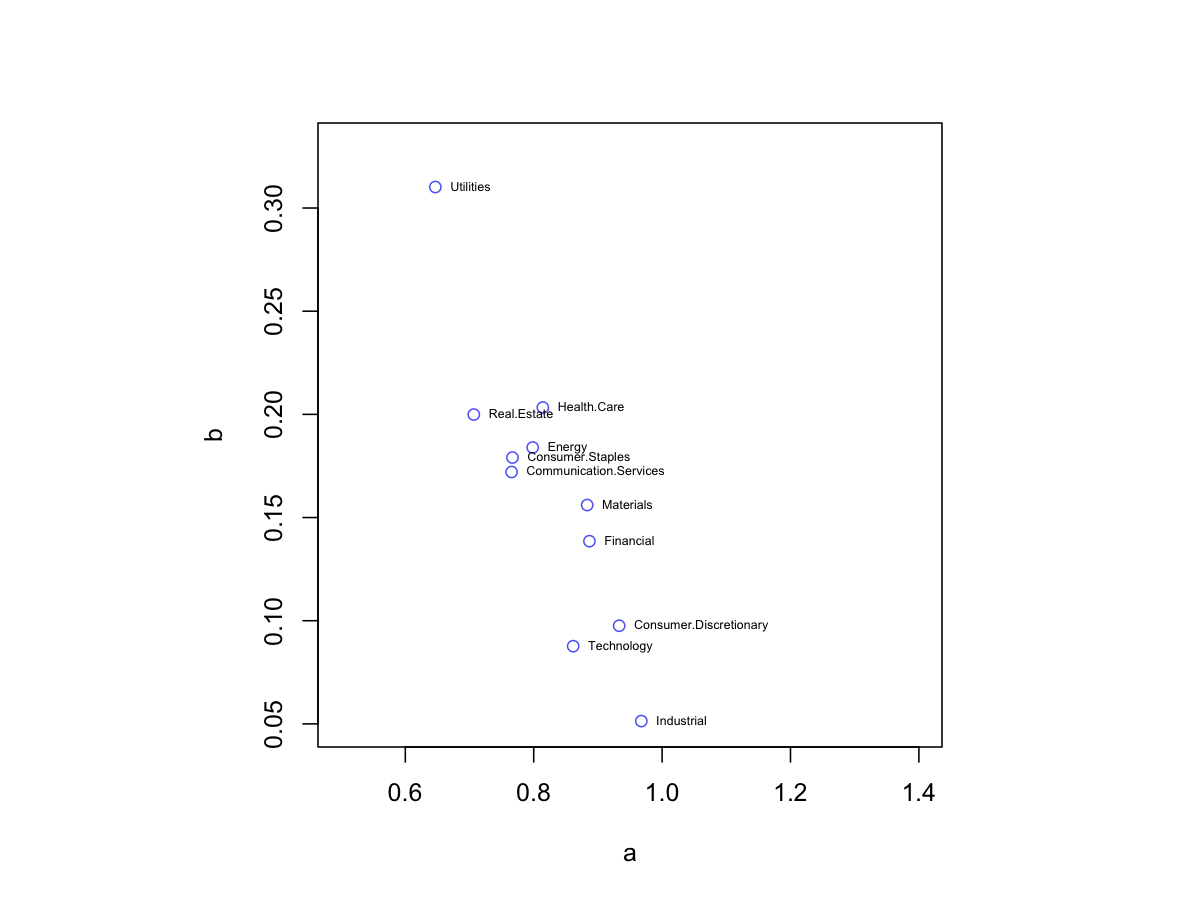 Utilities
0.30
0.25
Health.Care
Real.Estate
0.20
Energy
Consumer.Staples
Communication.Services
b
Materials
0.15
Financial
Consumer.Discretionary
0.10
Technology
Industrial
0.05
0.6 0.8 1.0 1.2 1.4
a